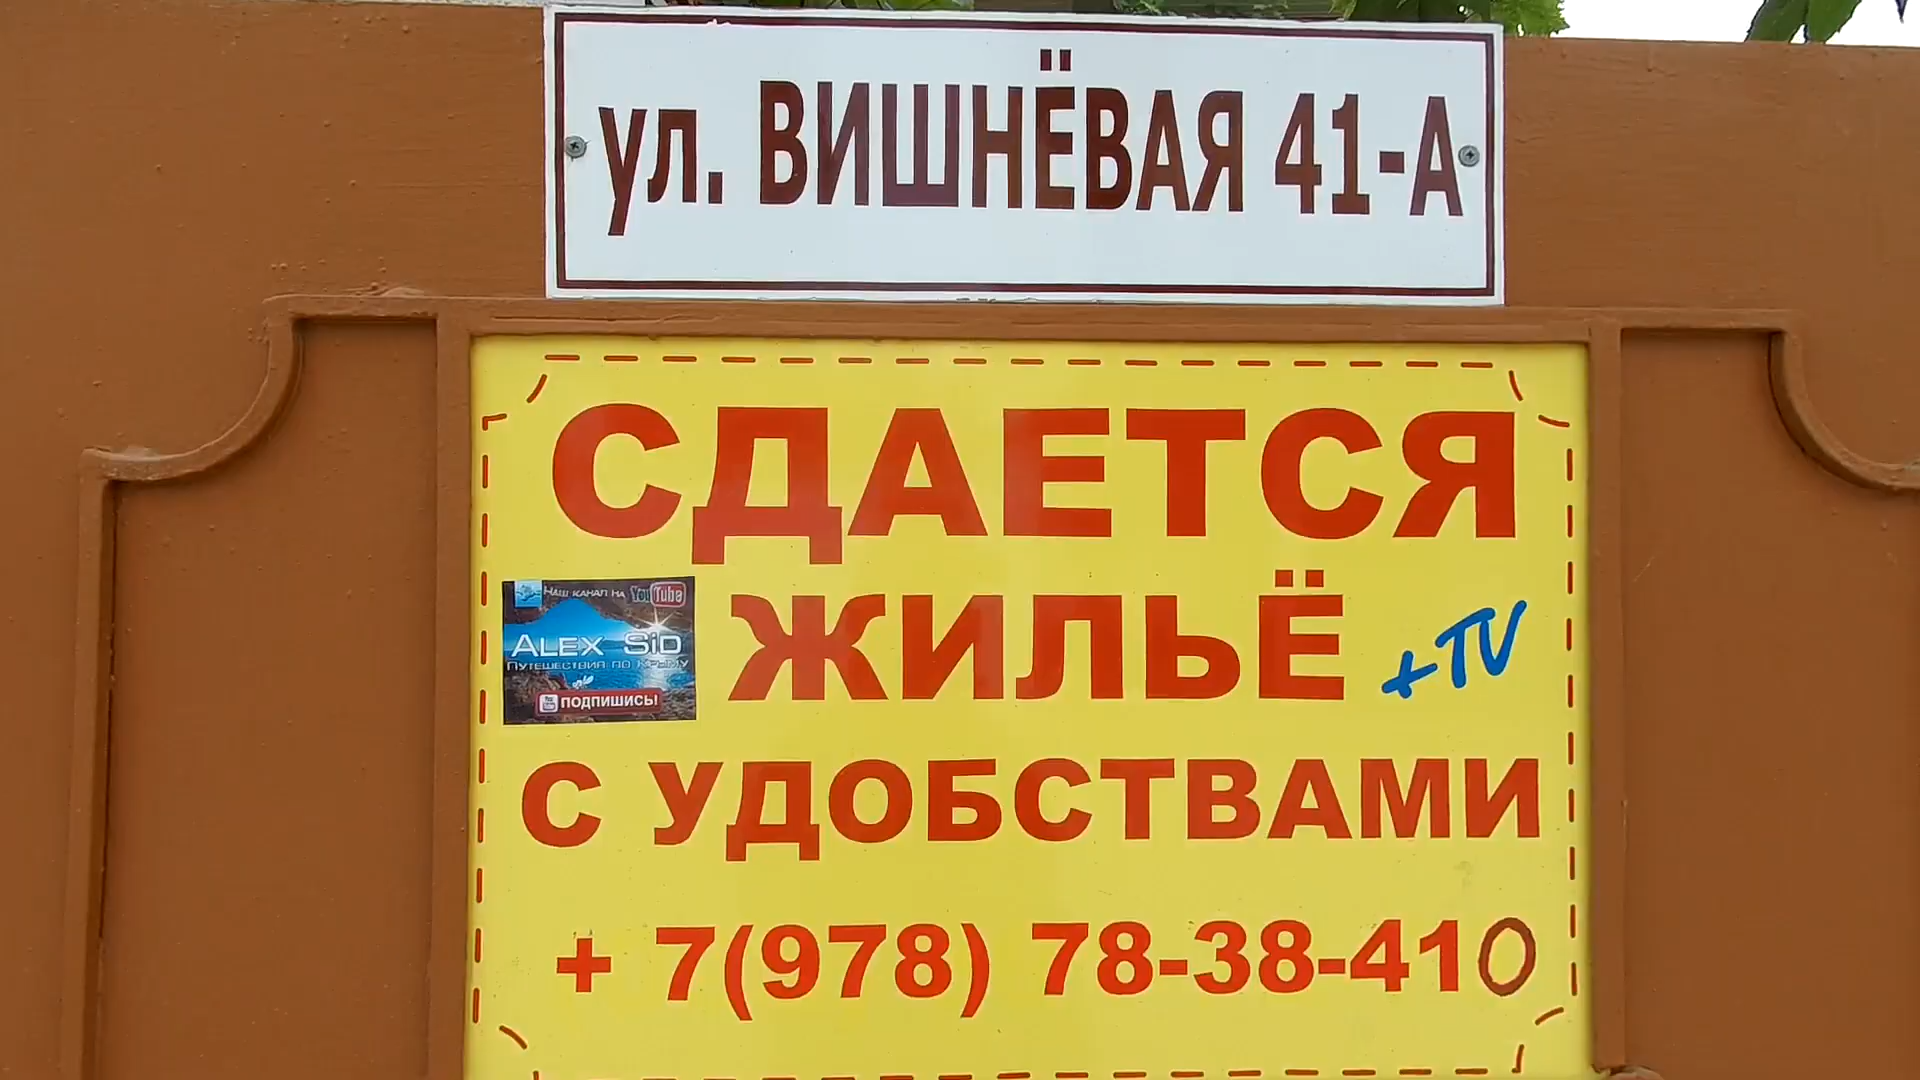 ул. ВИШНЁВАЯ 41-А
СДАЕТСЯ
НАШ КАНАЛ НА YouTube
ALEX SiD
ПУТЕШЕСТВИЯ ПО КРЫМУ
ПОДПИШИСЬ!
ЖИЛЬЁ +TV
С УДОБСТВАМИ
+ 7(978) 78-38-410